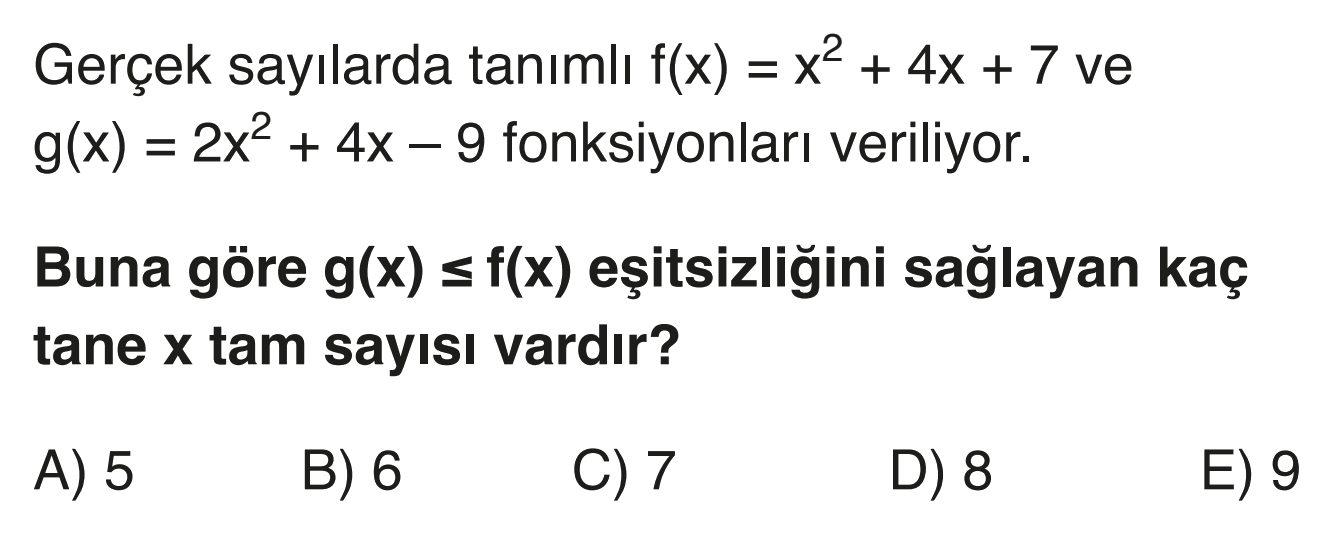 Gerçek sayılarda tanımlı f(x) = x² + 4x + 7 ve
g(x) = 2x² + 4x – 9 fonksiyonları veriliyor.
Buna göre g(x) ≤ f(x) eşitsizliğini sağlayan kaç
tane x tam sayısı vardır?
A) 5 B) 6 C) 7 D) 8 E) 9